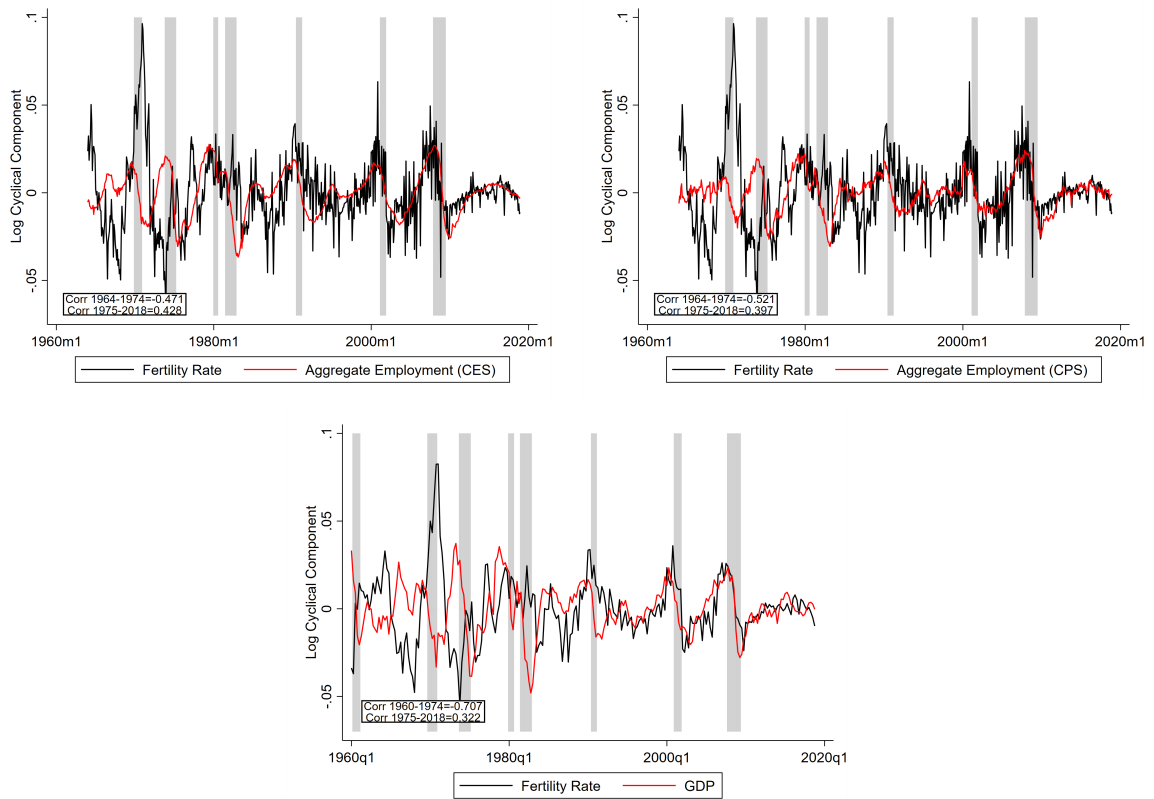 Log Cyclical Component
.1
.05
0
-.05
Corr 1964-1974=-0.471
Corr 1975-2018=0.428
1960m1
1980m1
2000m1
2020m1
Fertility Rate
Aggregate Employment (CES)
Log Cyclical Component
.1
.05
0
-.05
Corr 1964-1974=-0.521
Corr 1975-2018=0.397
1960m1
1980m1
2000m1
2020m1
Fertility Rate
Aggregate Employment (CPS)
Log Cyclical Component
.1
.05
0
-.05
Corr 1960-1974=-0.707
Corr 1975-2018=0.322
1960q1
1980q1
2000q1
2020q1
Fertility Rate
GDP